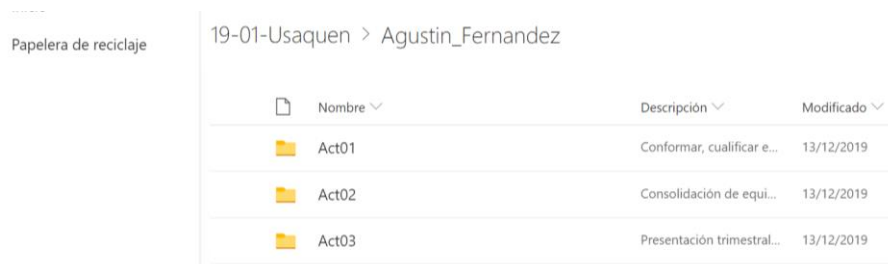 Papelera de reciclaje
19-01-Usaquen > Agustin_Fernandez
Nombre Descripción Modificado
Act01 Conformar, cualificar e... 13/12/2019
Act02 Consolidación de equi... 13/12/2019
Act03 Presentación trimestral... 13/12/2019